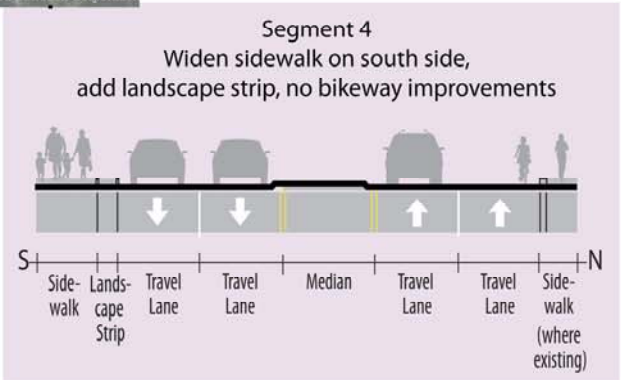 Segment 4
Widen sidewalk on south side,
add landscape strip, no bikeway improvements
S
N
Side-
walk
Lands-
cape
Strip
Travel
Lane
Travel
Lane
Median
Travel
Lane
Travel
Lane
Side-
walk
(where
existing)